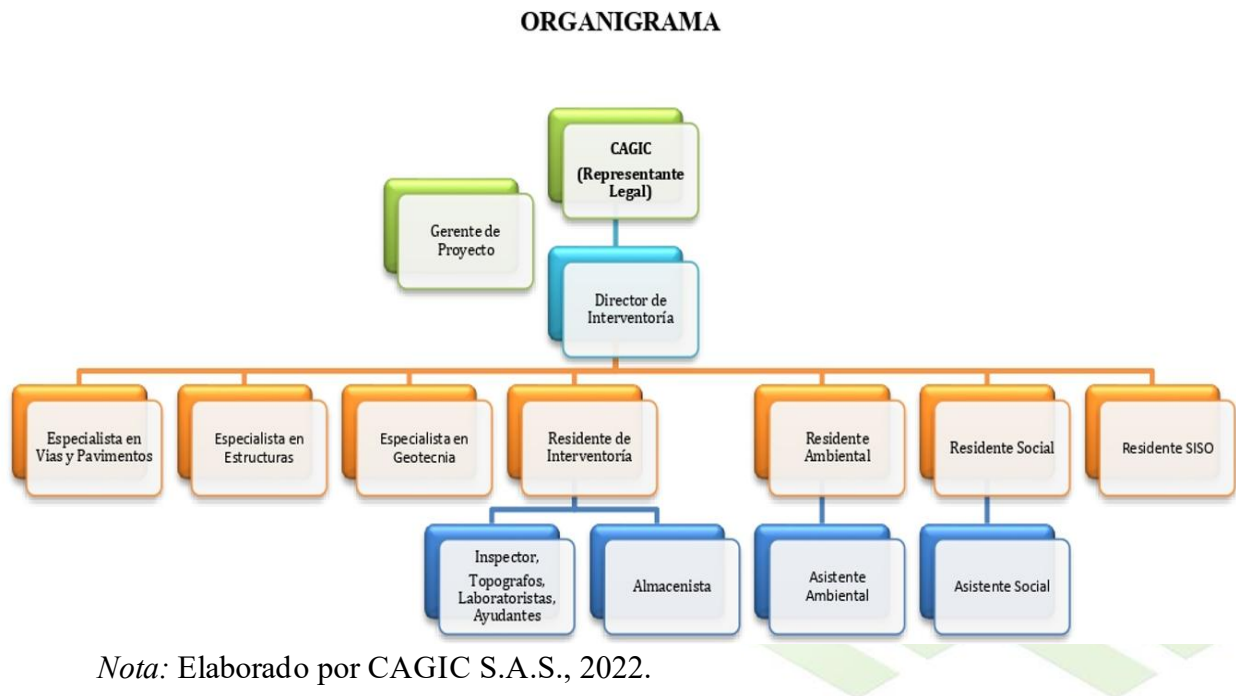 ORGANIGRAMA
CAGIC
(Representante
Legal)
Gerente de
Proyecto
Director de
Interventoría
Especialista en
Vias y Pavimentos
Especialista en
Estructuras
Especialista en
Geotecnia
Residente de
Interventoría
Residente
Ambiental
Residente Social
Residente SISO
Inspector,
Topografos,
Laboratoristas,
Ayudantes
Almacenista
Asistente
Ambiental
Asistente Social
Nota: Elaborado por CAGIC S.A.S., 2022.